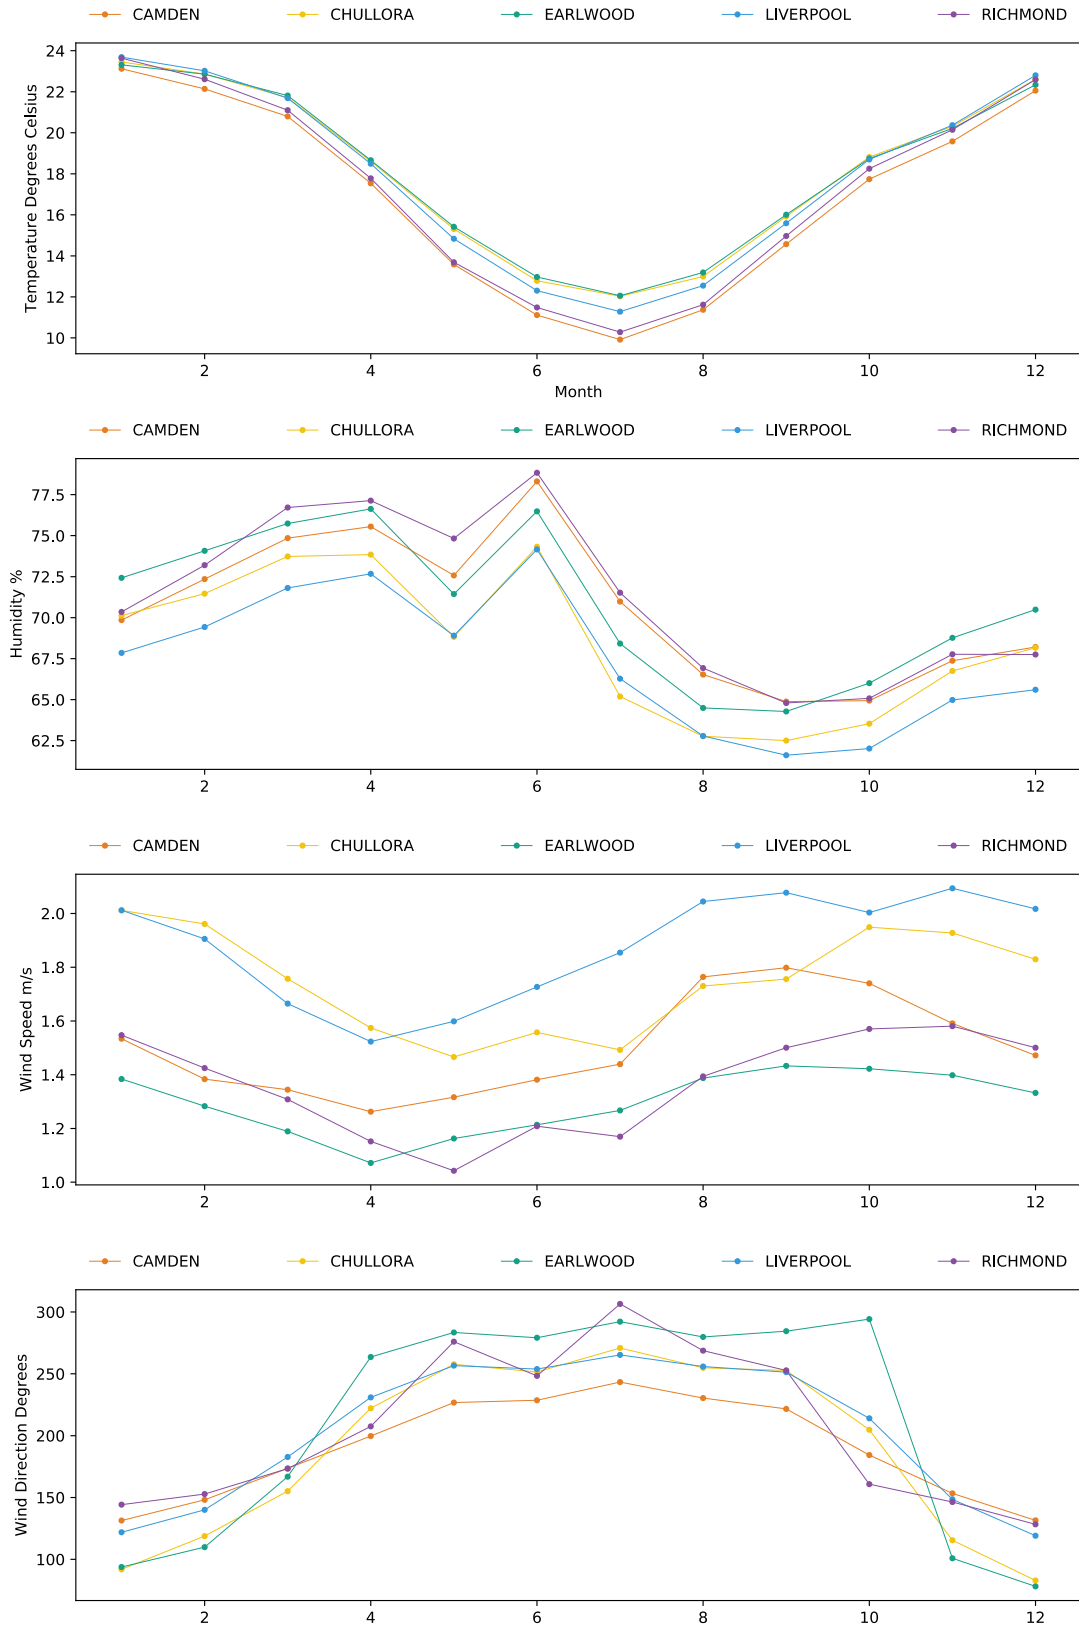 CAMDEN CHULLORA EARLWOOD LIVERPOOL RICHMOND
24
22
20
18
16
14
12
10
Temperature Degrees Celsius
2 4 6 8 10 12
Month
CAMDEN CHULLORA EARLWOOD LIVERPOOL RICHMOND
77.5
75.0
72.5
70.0
67.5
65.0
62.5
Humidity %
2 4 6 8 10 12
CAMDEN CHULLORA EARLWOOD LIVERPOOL RICHMOND
2.0
1.8
1.6
1.4
1.2
1.0
Wind Speed m/s
2 4 6 8 10 12
CAMDEN CHULLORA EARLWOOD LIVERPOOL RICHMOND
300
250
200
150
100
Wind Direction Degrees
2 4 6 8 10 12